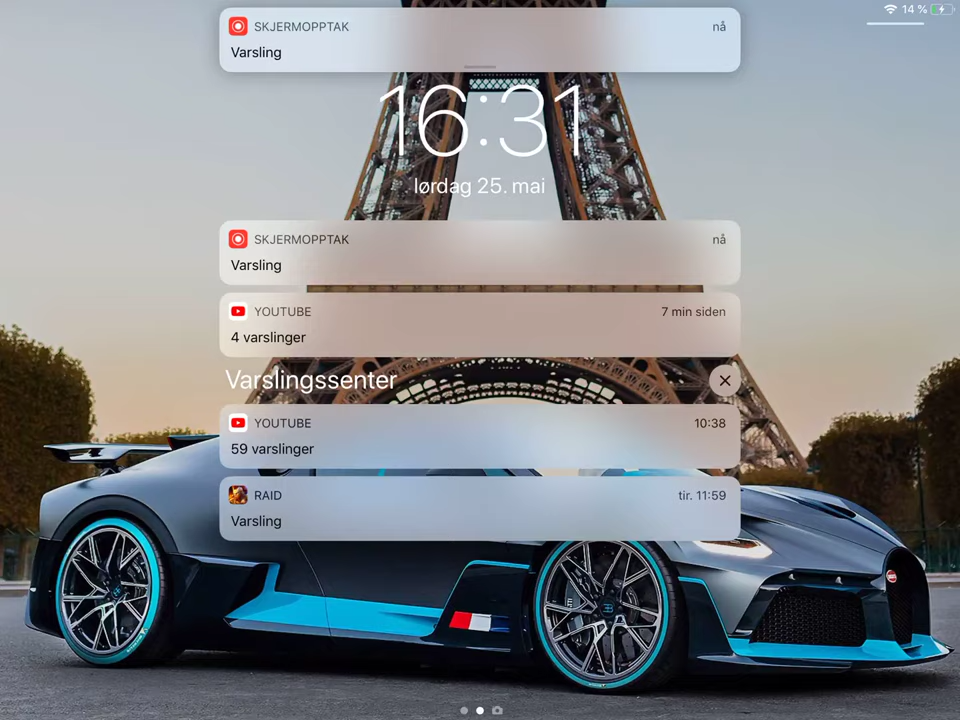 14 %
SKJERMOPPTAK nå
Varsling
16:31
lørdag 25. mai
SKJERMOPPTAK nå
Varsling
YOUTUBE 7 min siden
4 varslinger
Varslingssenter
YOUTUBE 10:38
59 varslinger
RAID tir. 11:59
Varsling